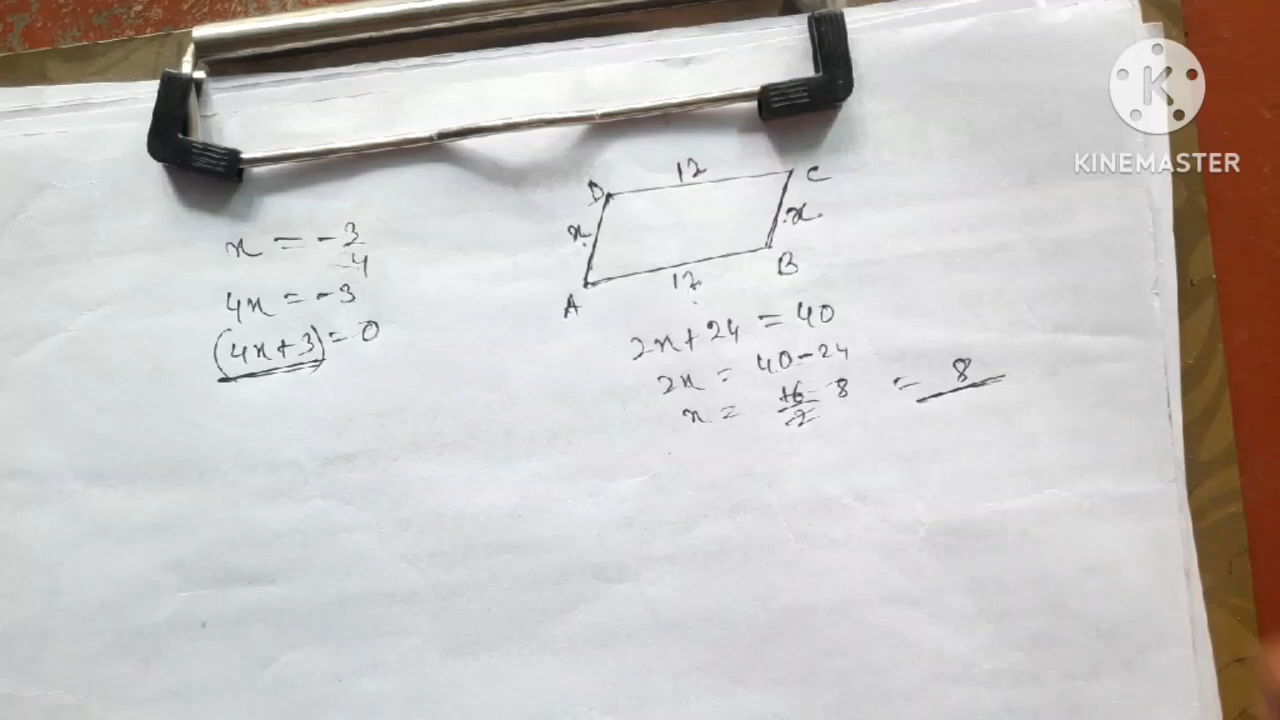 KINEMASTER
x = -3/4
4x = -3
(4x+3) = 0
12
D
C
x
x
A
B
12
2x + 24 = 40
2x = 40 - 24
x = 16/2 8 = 8